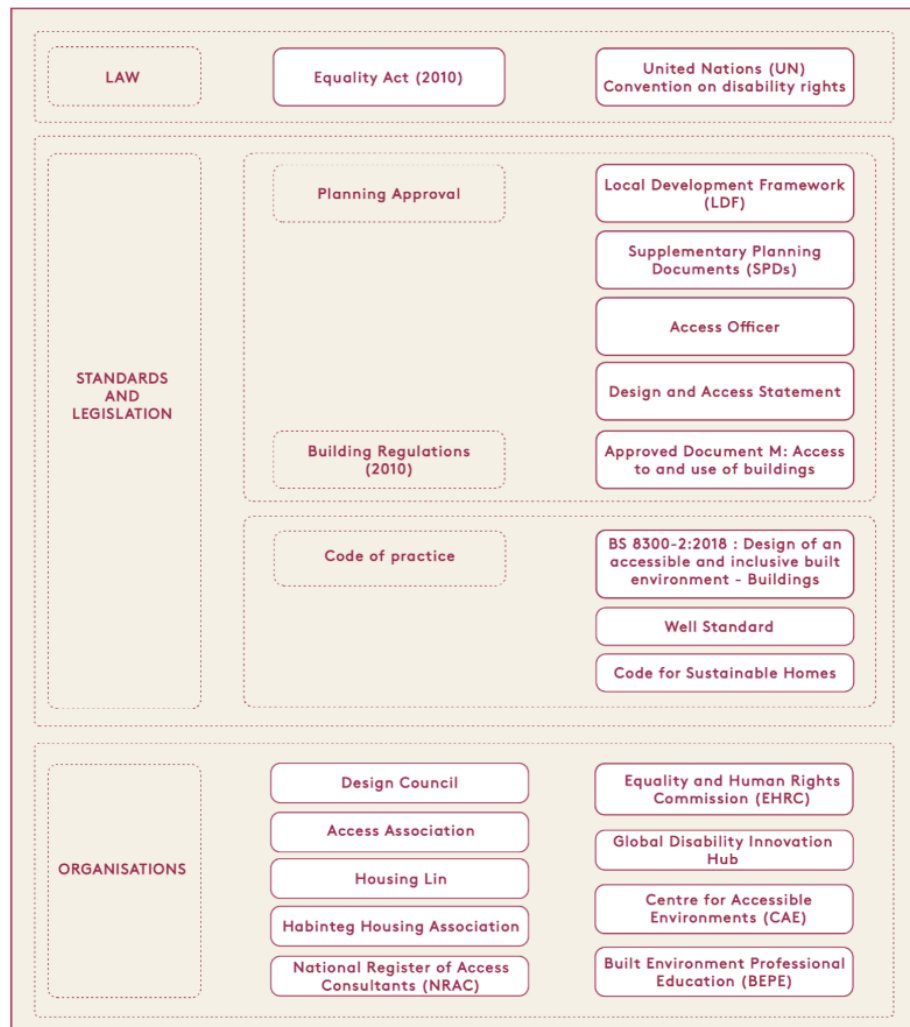 LAW
Equality Act (2010)
United Nations (UN)
Convention on disability rights
STANDARDS
AND
LEGISLATION
Planning Approval
Local Development Framework
(LDF)
Supplementary Planning
Documents (SPDs)
Access Officer
Design and Access Statement
Building Regulations
(2010)
Approved Document M: Access
to and use of buildings
Code of practice
BS 8300-2:2018 : Design of an
accessible and inclusive built
environment - Buildings
Well Standard
Code for Sustainable Homes
ORGANISATIONS
Design Council
Access Association
Housing Lin
Habinteg Housing Association
National Register of Access
Consultants (NRAC)
Equality and Human Rights
Commission (EHRC)
Global Disability Innovation
Hub
Centre for Accessible
Environments (CAE)
Built Environment Professional
Education (BEPE)